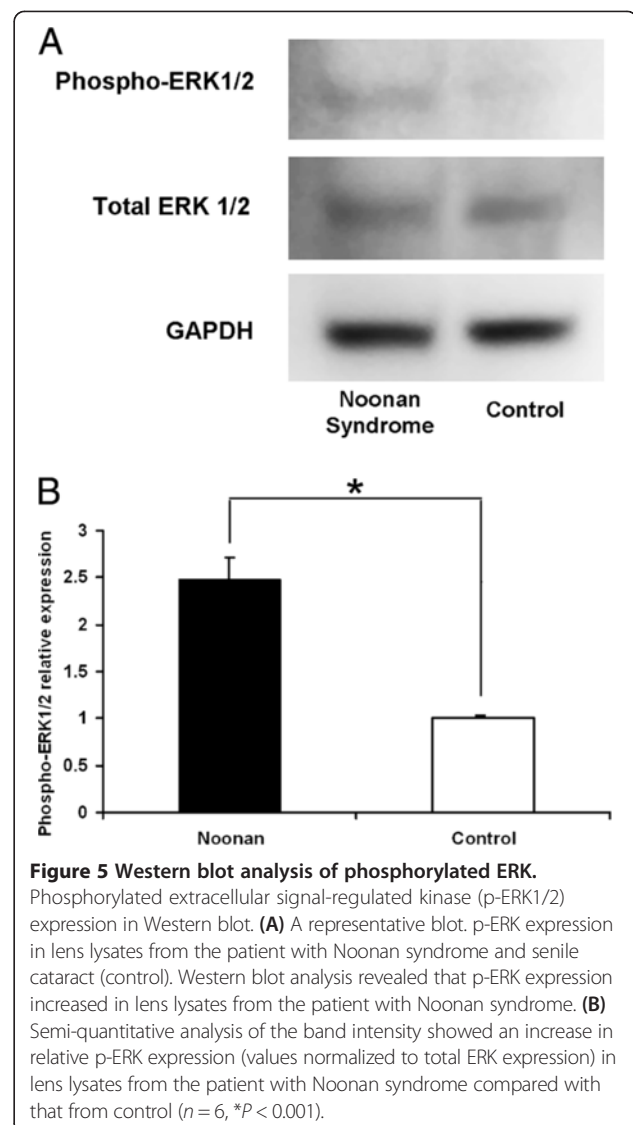 A
Phospho-ERK1/2
Total ERK 1/2
GAPDH
Noonan
Syndrome
Control
B
*
Phospho-ERK1/2 relative expression
3
2.5
2
1.5
1
0.5
0
Noonan
Control
Figure 5 Western blot analysis of phosphorylated ERK.
Phosphorylated extracellular signal-regulated kinase (p-ERK1/2)
expression in Western blot. (A) A representative blot. p-ERK expression
in lens lysates from the patient with Noonan syndrome and senile
cataract (control). Western blot analysis revealed that p-ERK expression
increased in lens lysates from the patient with Noonan syndrome. (B)
Semi-quantitative analysis of the band intensity showed an increase in
relative p-ERK expression (values normalized to total ERK expression) in
lens lysates from the patient with Noonan syndrome compared with
that from control (n = 6, *P < 0.001).